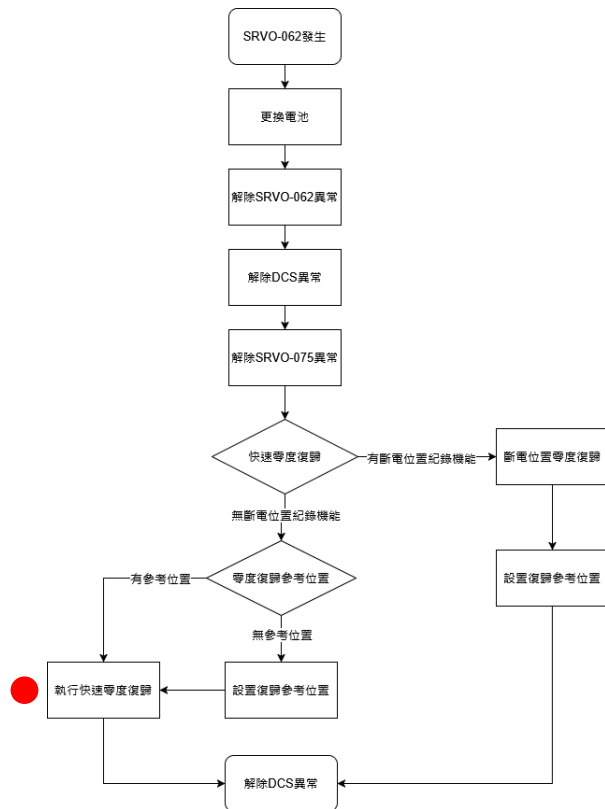 SRVO-062發生
更換電池
解除SRVO-062異常
解除DCS異常
解除SRVO-075異常
快速零度復歸
有斷電位置紀錄機能
斷電位置零度復歸
無斷電位置紀錄機能
有參考位置
零度復歸參考位置
設置復歸參考位置
無參考位置
執行快速零度復歸
設置復歸參考位置
解除DCS異常